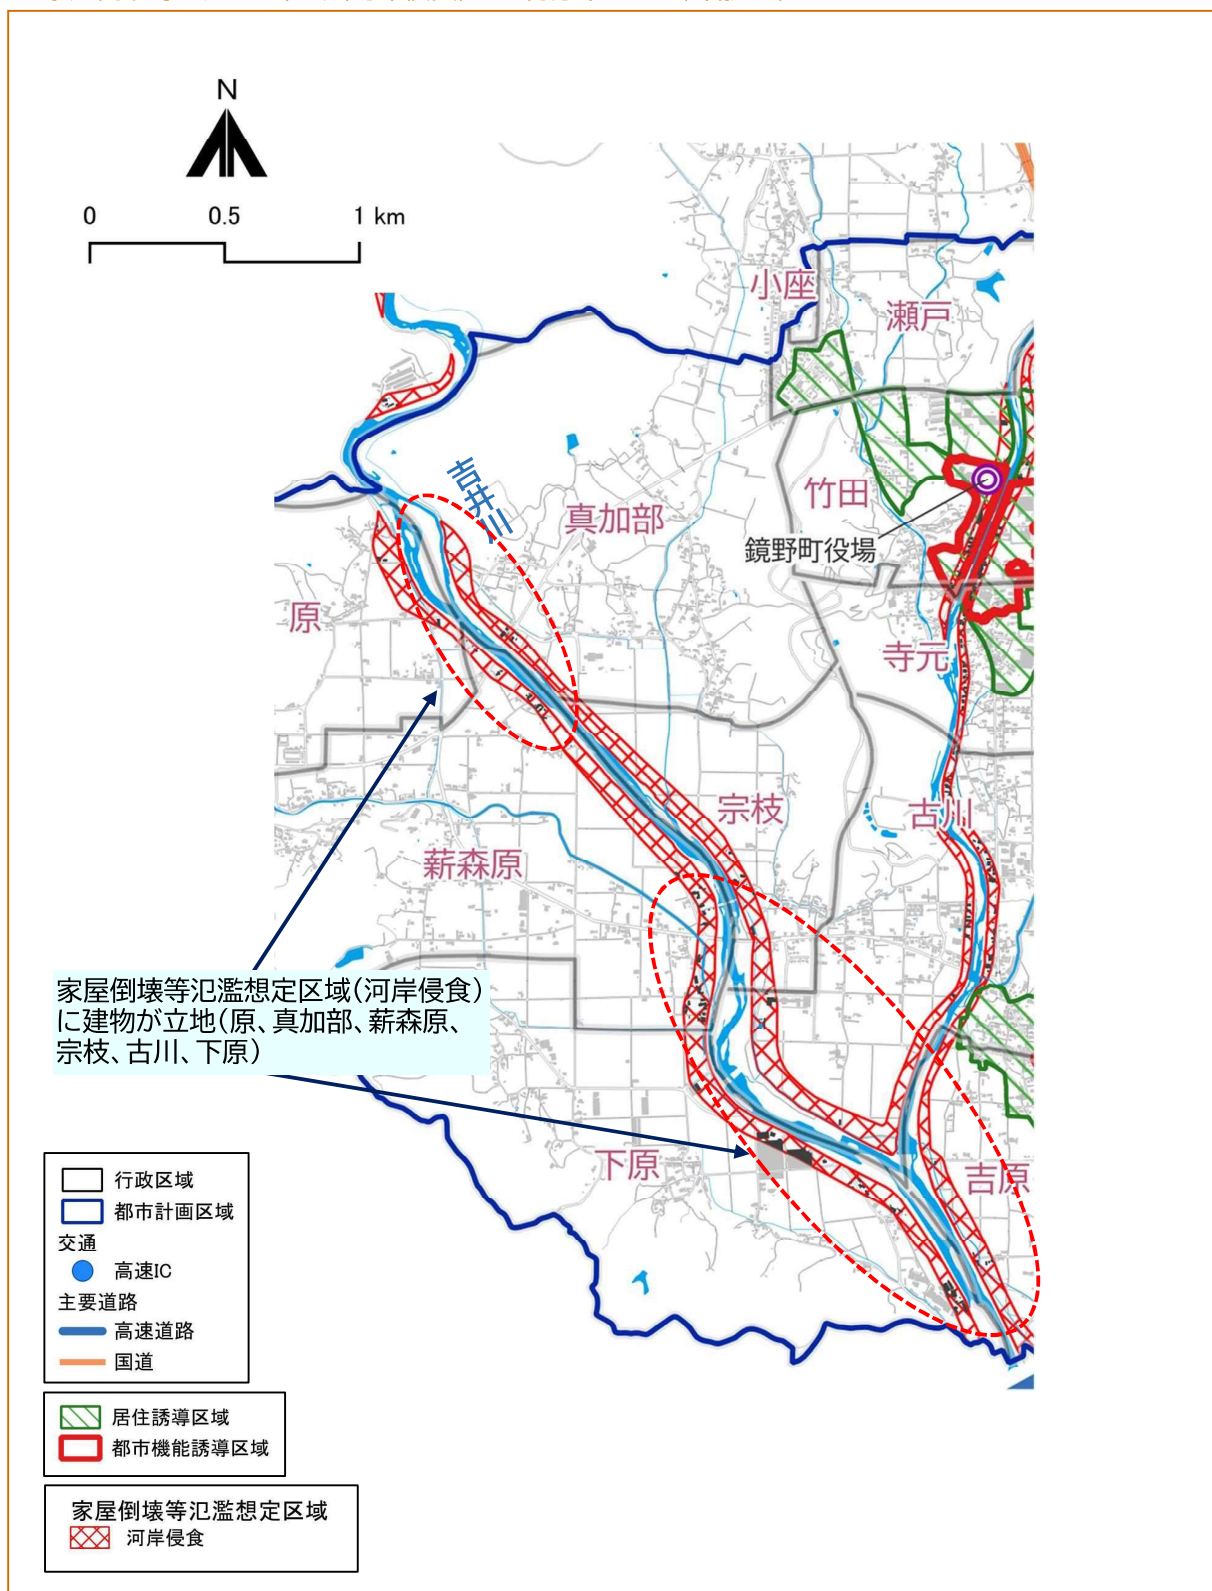 N
0 0.5 1 km
小座
瀬戸
吉井川
竹田
真加部
鏡野町役場
原
寺元
宗枝
古川
薪森原
家屋倒壊等氾濫想定区域(河岸侵食)
に建物が立地(原、真加部、薪森原、
宗枝、古川、下原)
下原
吉原
行政区域
都市計画区域
交通
高速IC
主要道路
高速道路
国道
居住誘導区域
都市機能誘導区域
家屋倒壊等氾濫想定区域
河岸侵食